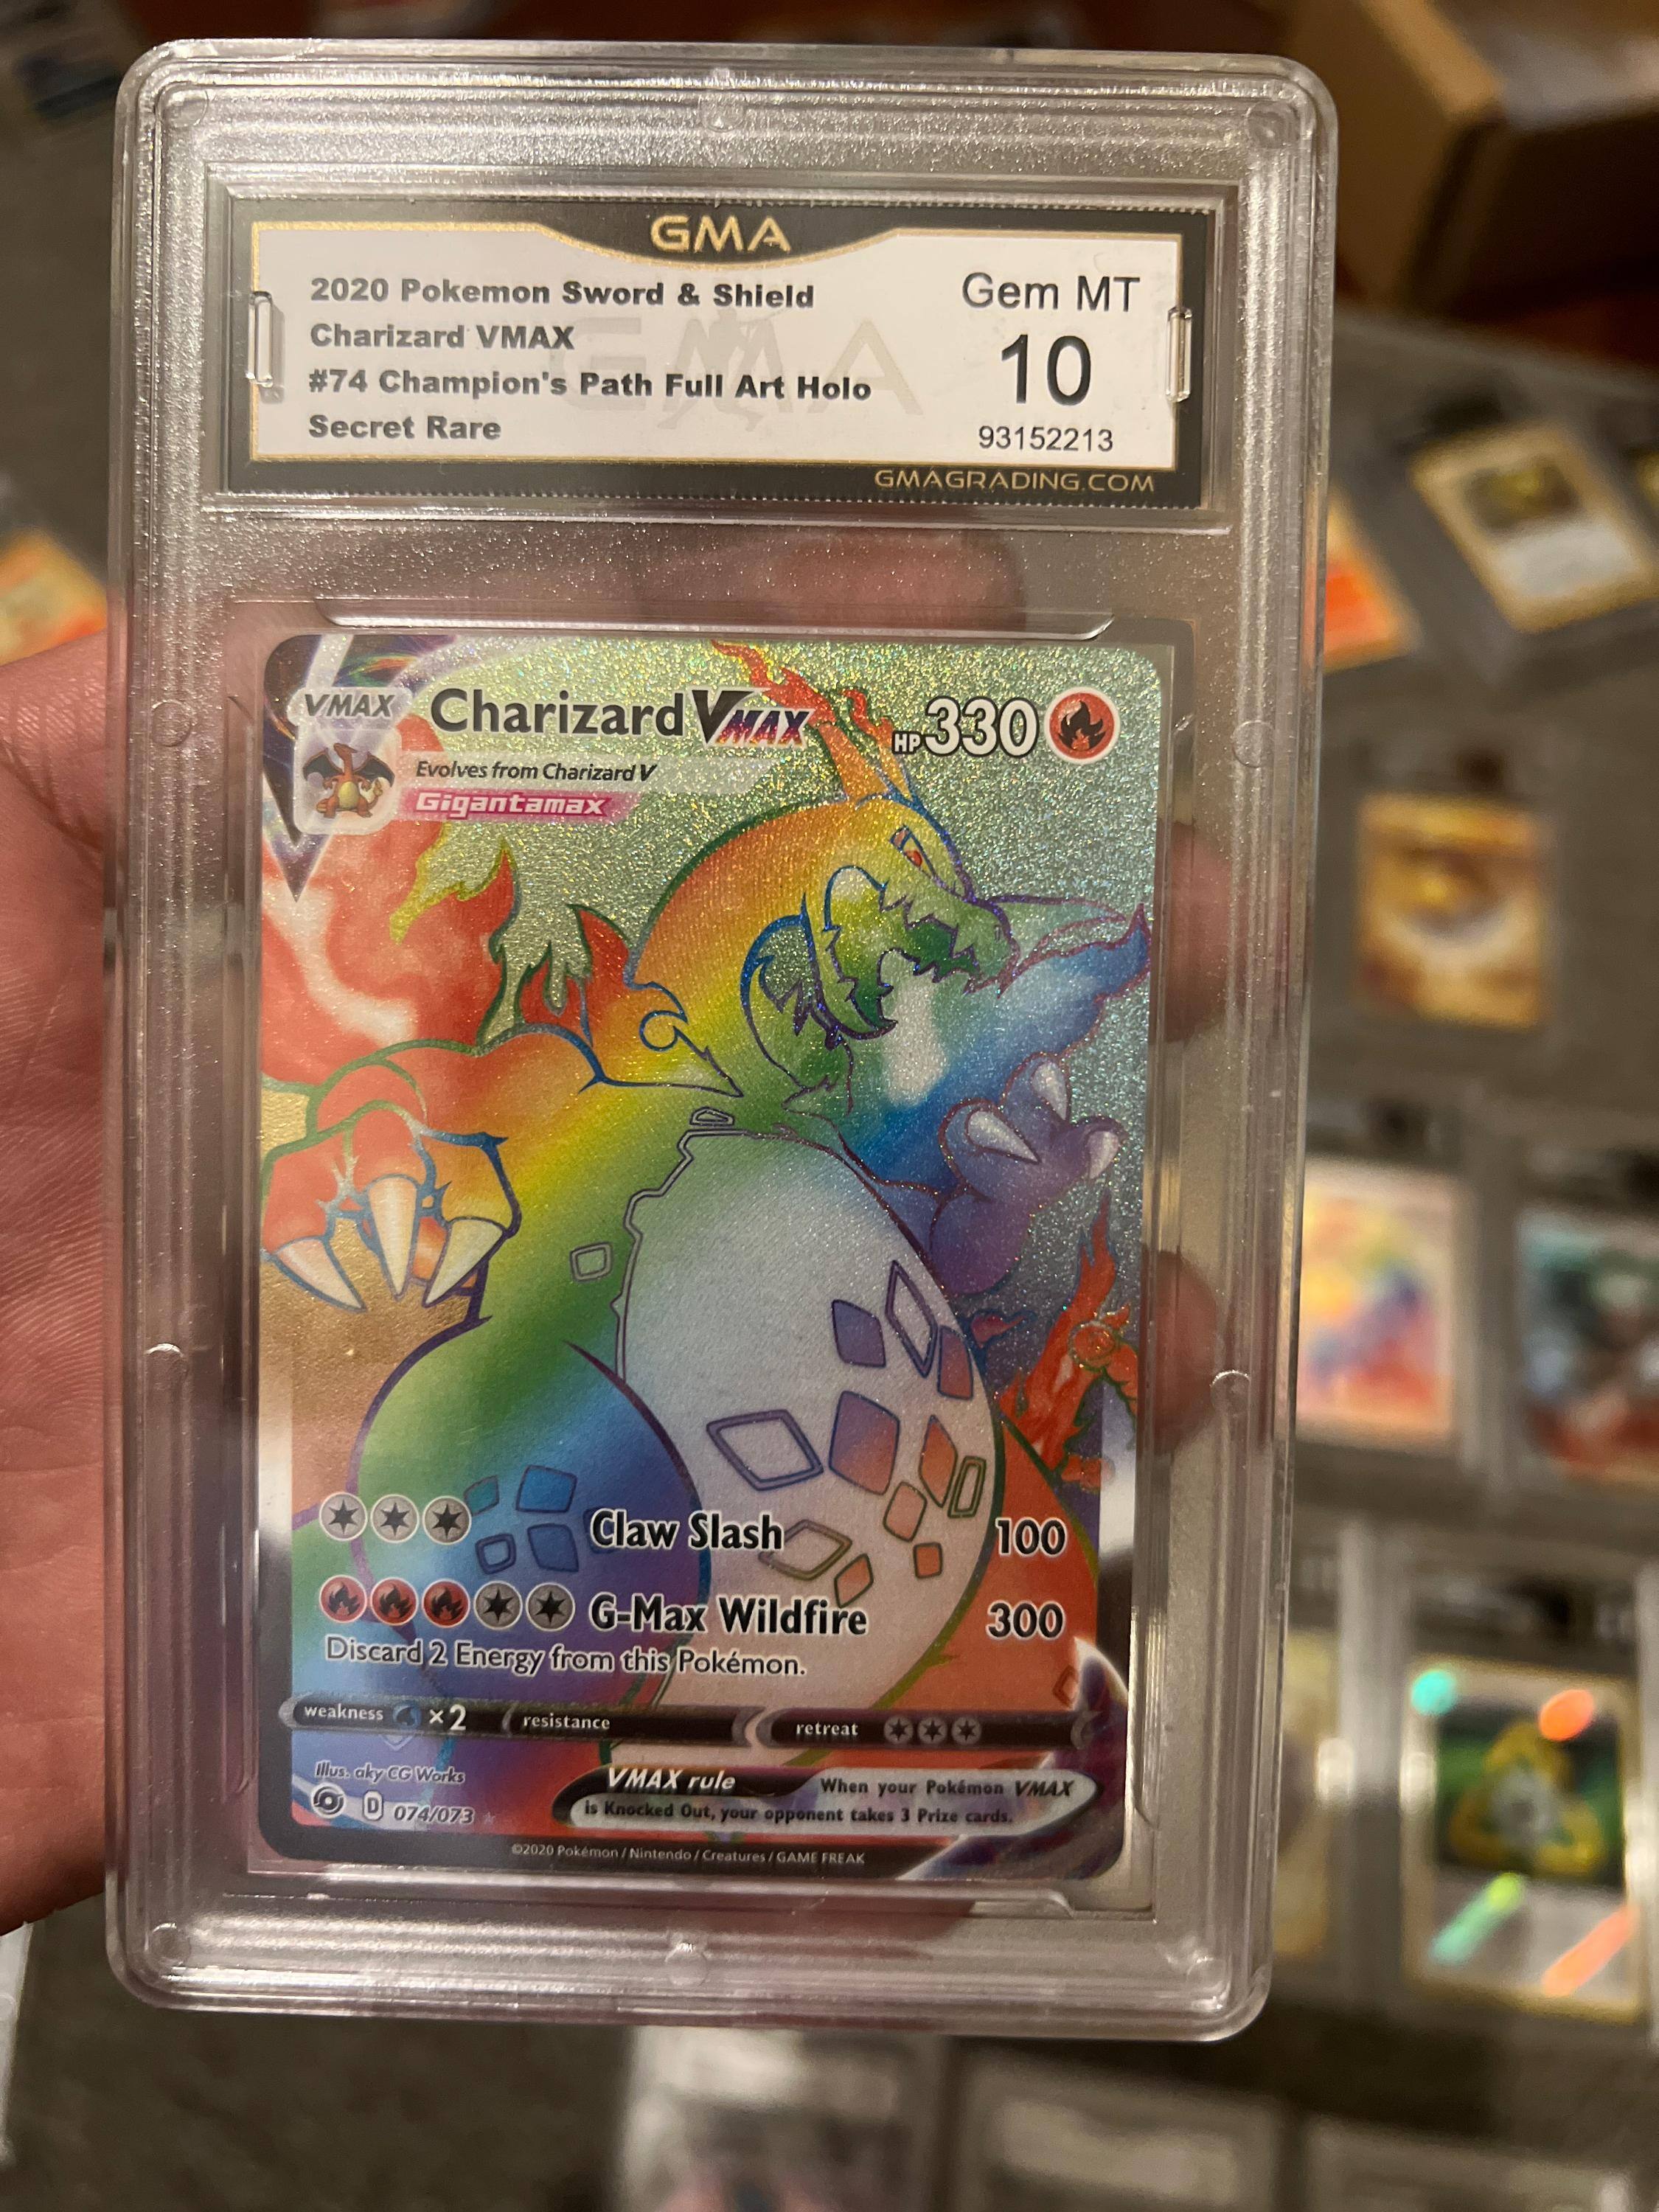 GMA
2020 Pokemon Sword & Shield
Charizard VMAX
#74 Champion's Path Full Art Holo
Secret Rare
Gem MT
10
93152213
GMAGRADING.COM
VMAX
Charizard VMAX
HP 330
Evolves from Charizard V
Gigantamax
Claw Slash 100
G-Max Wildfire 300
Discard 2 Energy from this Pokémon.
weakness ×2 resistance retreat
Illus. aky CG Works
D 074/073
VMAX rule When your Pokémon VMAX
is Knocked Out, your opponent takes 3 Prize cards.
©2020 Pokémon / Nintendo / Creatures / GAME FREAK